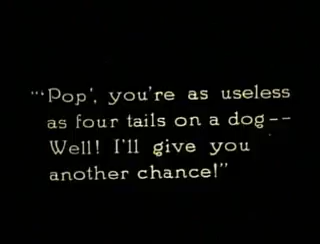 "'Pop', you're as useless
as four tails on a dog--
Well! I'll give you
another chance!"